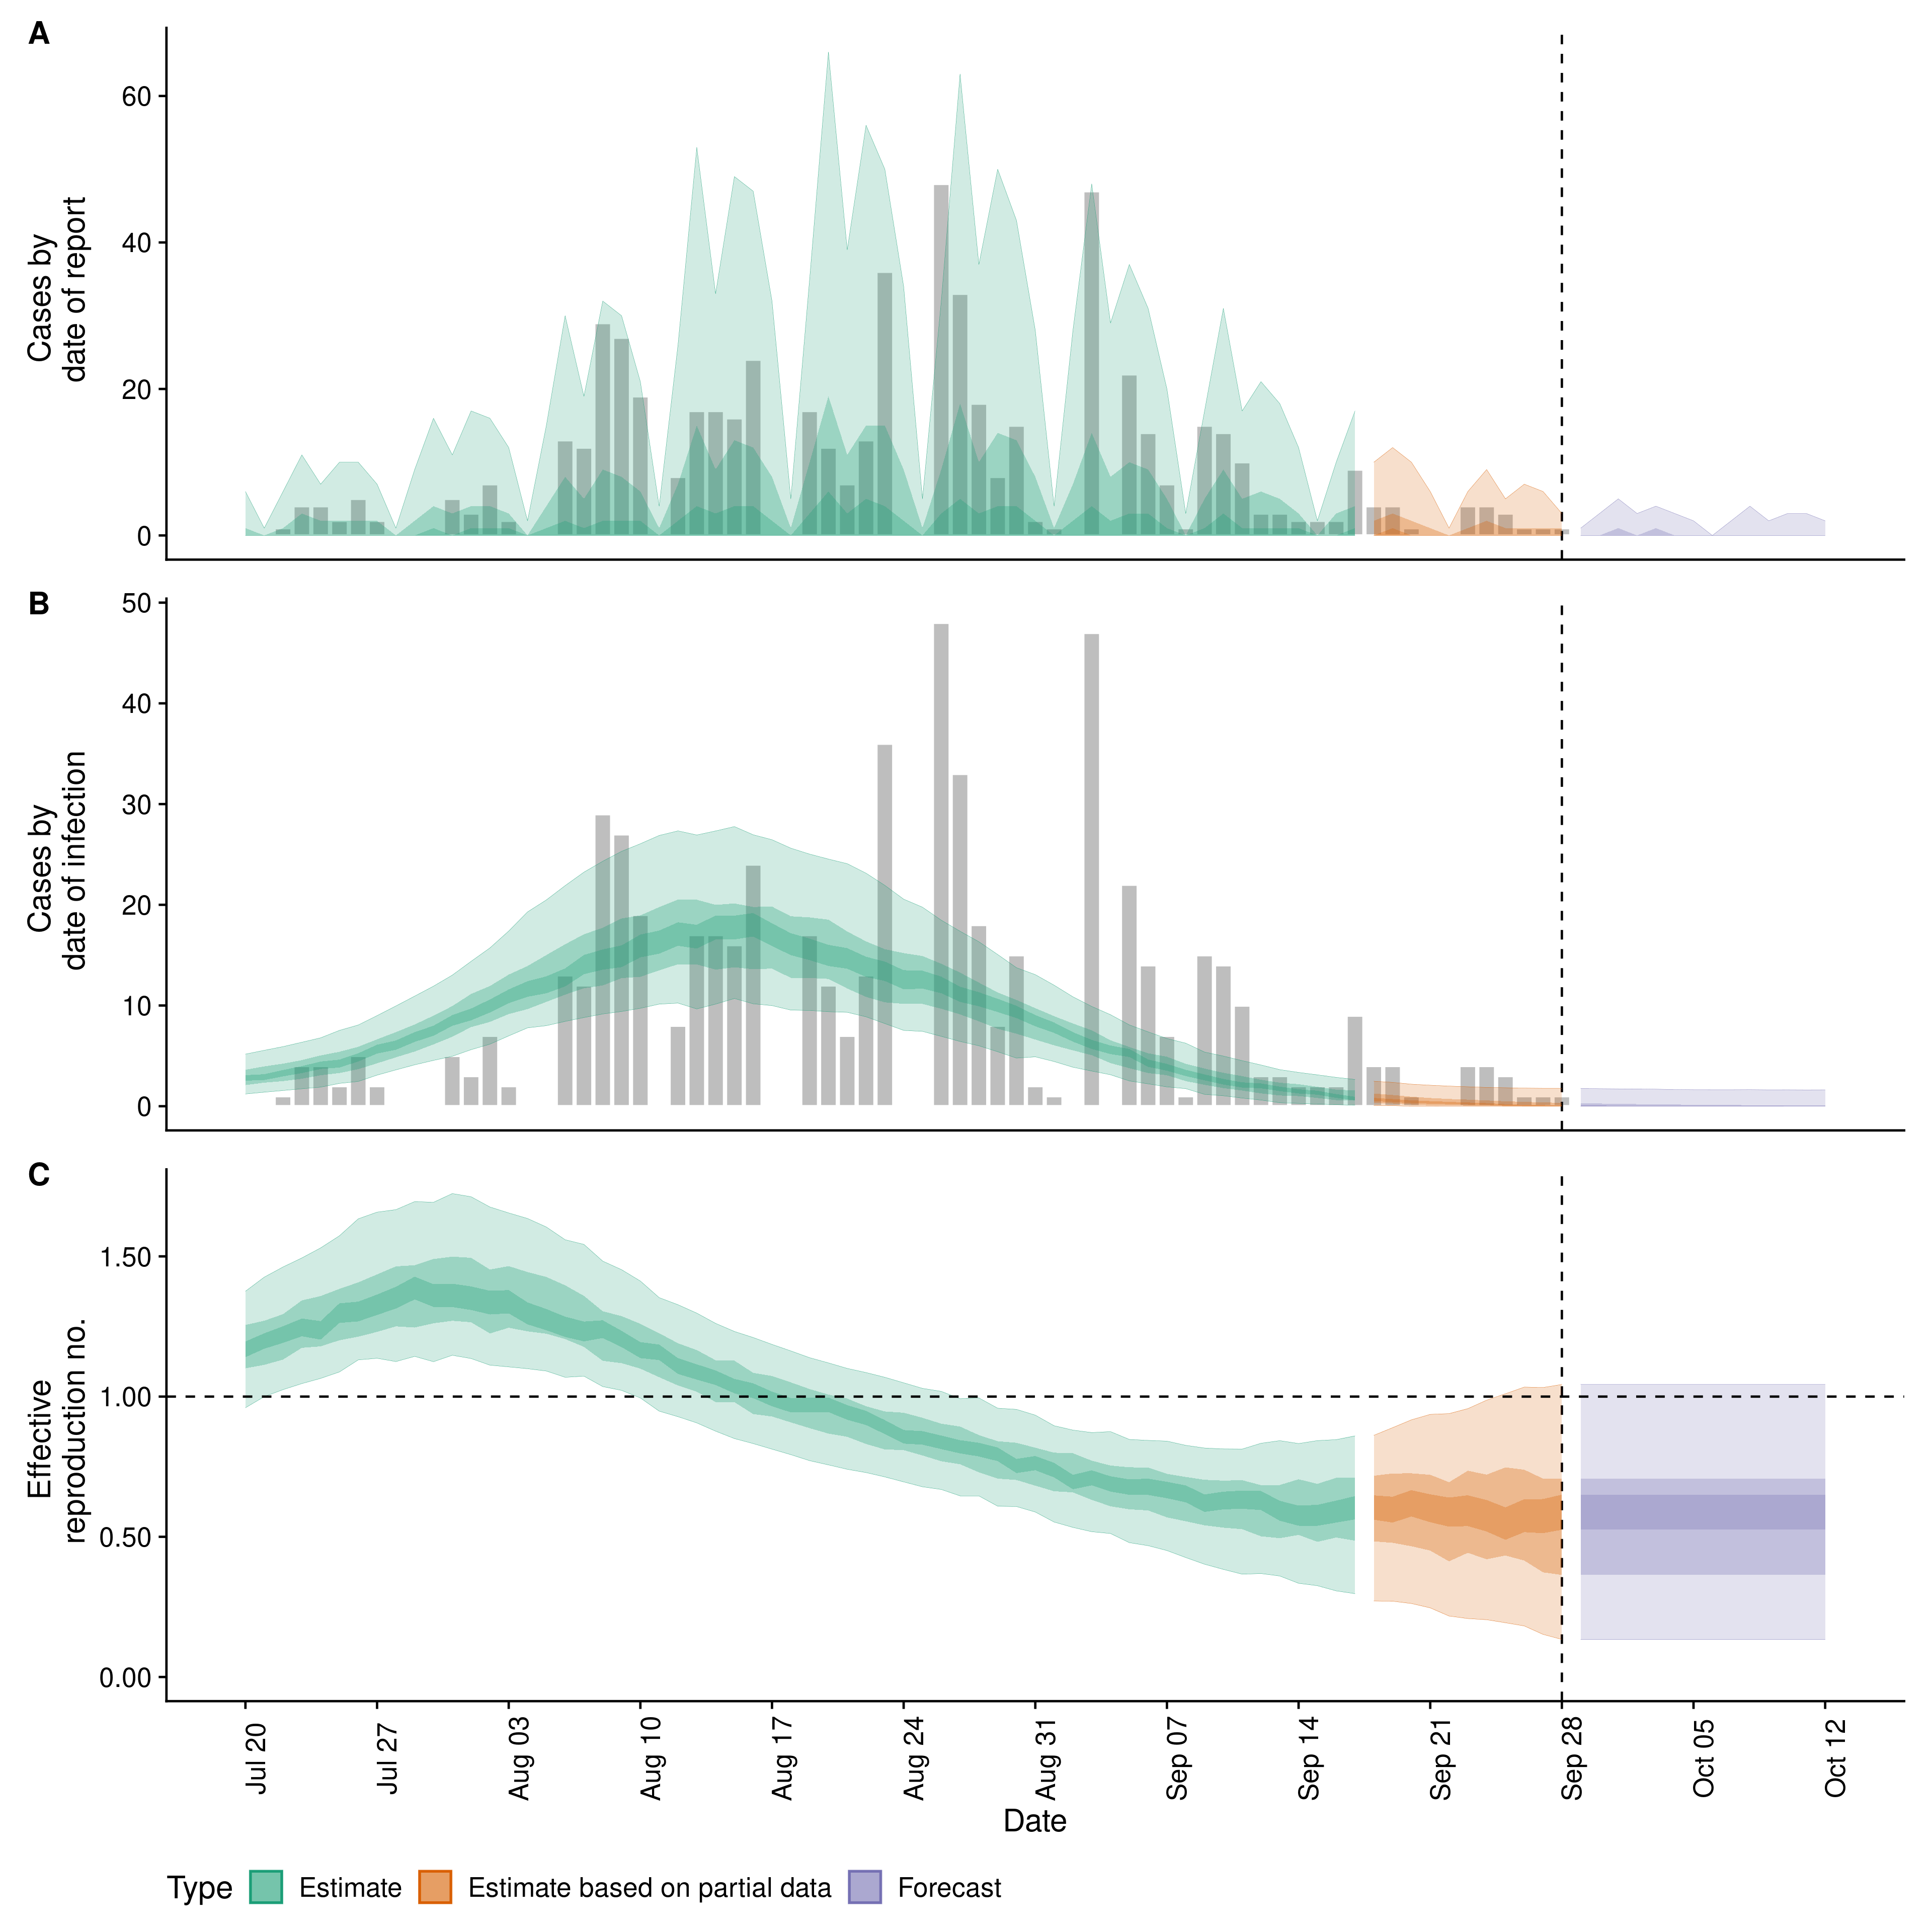 A
Cases by
date of report
60
40
20
0
B
Cases by
date of infection
50
40
30
20
10
0
C
Effective
reproduction no.
1.50
1.00
0.50
0.00
Jul 20
Jul 27
Aug 03
Aug 10
Aug 17
Aug 24
Aug 31
Sep 07
Sep 14
Sep 21
Sep 28
Oct 05
Oct 12
Date
Type Estimate Estimate based on partial data Forecast